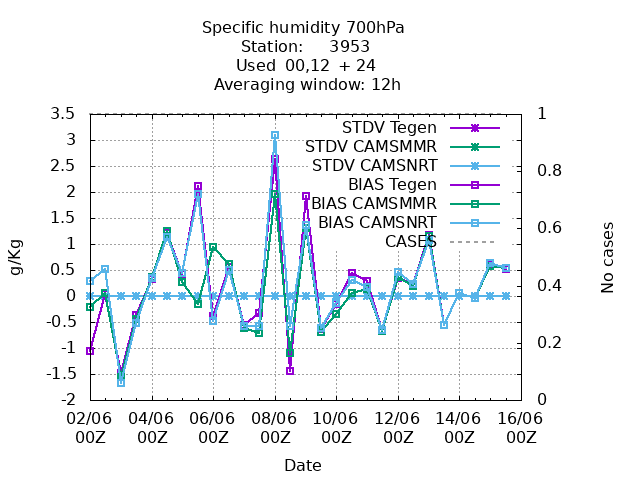 Specific humidity 700hPa
Station: 3953
Used 00,12 + 24
Averaging window: 12h
STDV Tegen
STDV CAMSMMR
STDV CAMSNRT
BIAS Tegen
BIAS CAMSMMR
BIAS CAMSNRT
CASES
3.5
3
2.5
2
1.5
1
0.5
0
-0.5
-1
-1.5
-2
g/Kg
1
0.8
0.6
0.4
0.2
0
No cases
02/06 04/06 06/06 08/06 10/06 12/06 14/06 16/06
00Z 00Z 00Z 00Z 00Z 00Z 00Z 00Z
Date